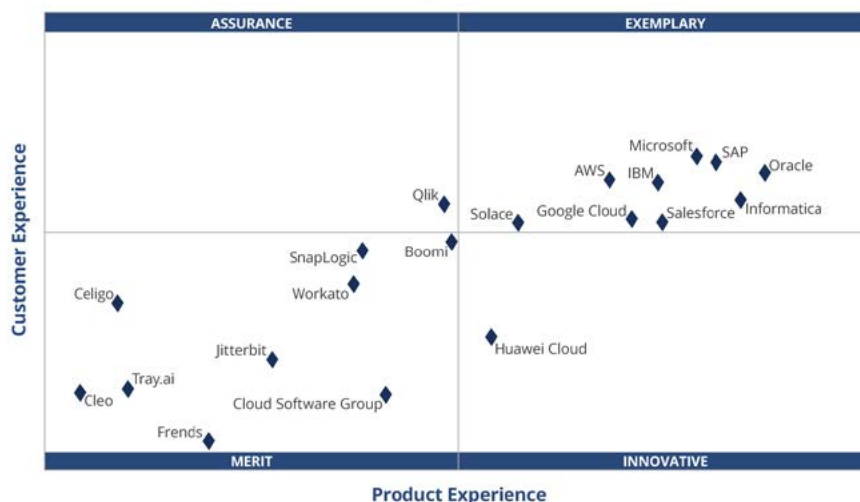 ASSURANCE
EXEMPLARY
Customer Experience
Microsoft
SAP
AWS
IBM
Oracle
Qlik
Solace
Google Cloud
Salesforce
Informatica
SnapLogic
Boomi
Celigo
Workato
Jitterbit
Huawei Cloud
Tray.ai
Cleo
Cloud Software Group
Frends
MERIT
INNOVATIVE
Product Experience